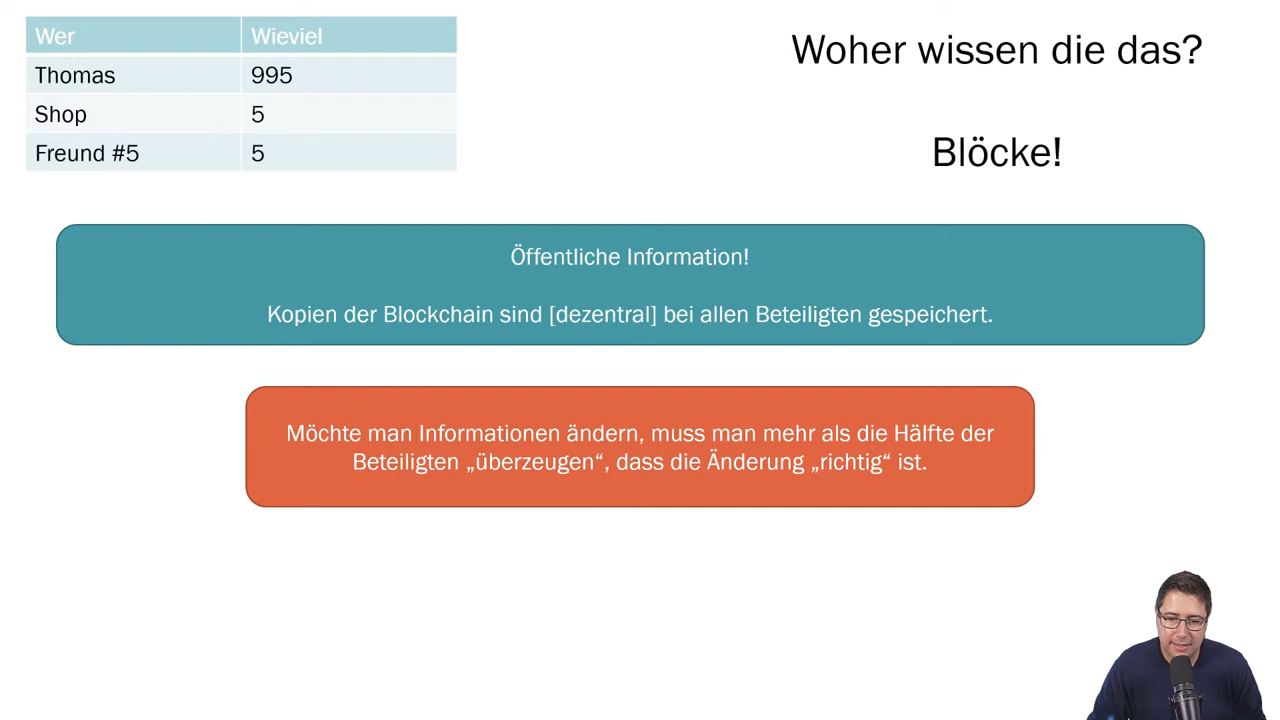 Wer Wieviel
Thomas 995
Shop 5
Freund #5 5
Woher wissen die das?
Blöcke!
Öffentliche Information!
Kopien der Blockchain sind [dezentral] bei allen Beteiligten gespeichert.
Möchte man Informationen ändern, muss man mehr als die Hälfte der
Beteiligten „überzeugen“, dass die Änderung „richtig“ ist.